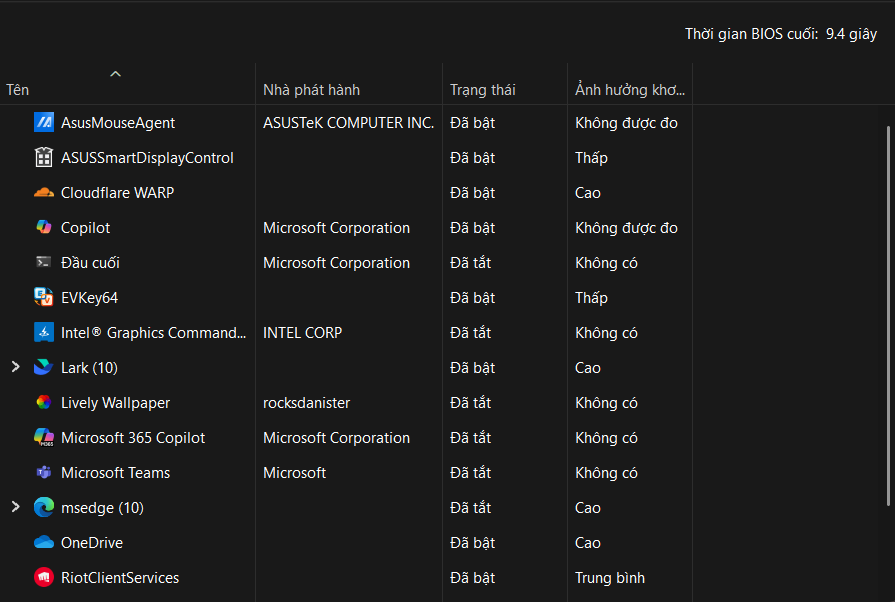 Thời gian BIOS cuối: 9.4 giây
Tên Nhà phát hành Trạng thái Ảnh hưởng khơ...
AsusMouseAgent ASUSTeK COMPUTER INC. Đã bật Không được đo
ASUSSmartDisplayControl Đã bật Thấp
Cloudflare WARP Đã bật Cao
Copilot Microsoft Corporation Đã bật Không được đo
Đầu cuối Microsoft Corporation Đã tắt Không có
EVKey64 Đã bật Thấp
Intel® Graphics Command... INTEL CORP Đã tắt Không có
Lark (10) Đã bật Cao
Lively Wallpaper rocksdanister Đã tắt Không có
Microsoft 365 Copilot Microsoft Corporation Đã tắt Không có
Microsoft Teams Microsoft Đã tắt Không có
msedge (10) Đã tắt Cao
OneDrive Đã bật Cao
RiotClientServices Đã bật Trung bình